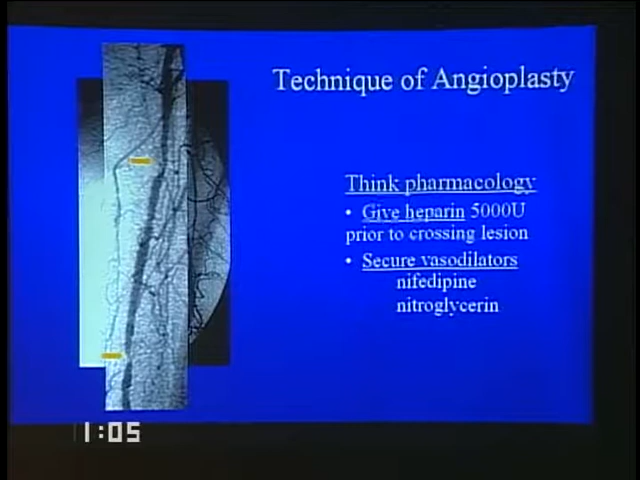 Technique of Angioplasty
Think pharmacology
• Give heparin 5000U
prior to crossing lesion
• Secure vasodilators
nifedipine
nitroglycerin
1:05